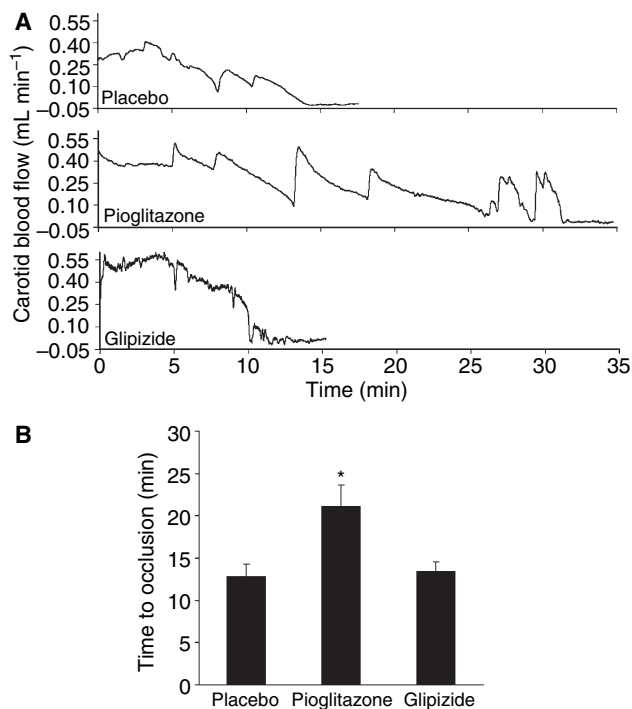 A
Carotid blood flow (mL min⁻¹)
0.55
0.40
0.25
0.10
−0.05
Placebo
0.55
0.40
0.25
0.10
−0.05
Pioglitazone
0.55
0.40
0.25
0.10
−0.05
Glipizide
0 5 10 15 20 25 30 35
Time (min)
B
Time to occlusion (min)
30
25
20
15
10
5
0
*
Placebo Pioglitazone Glipizide